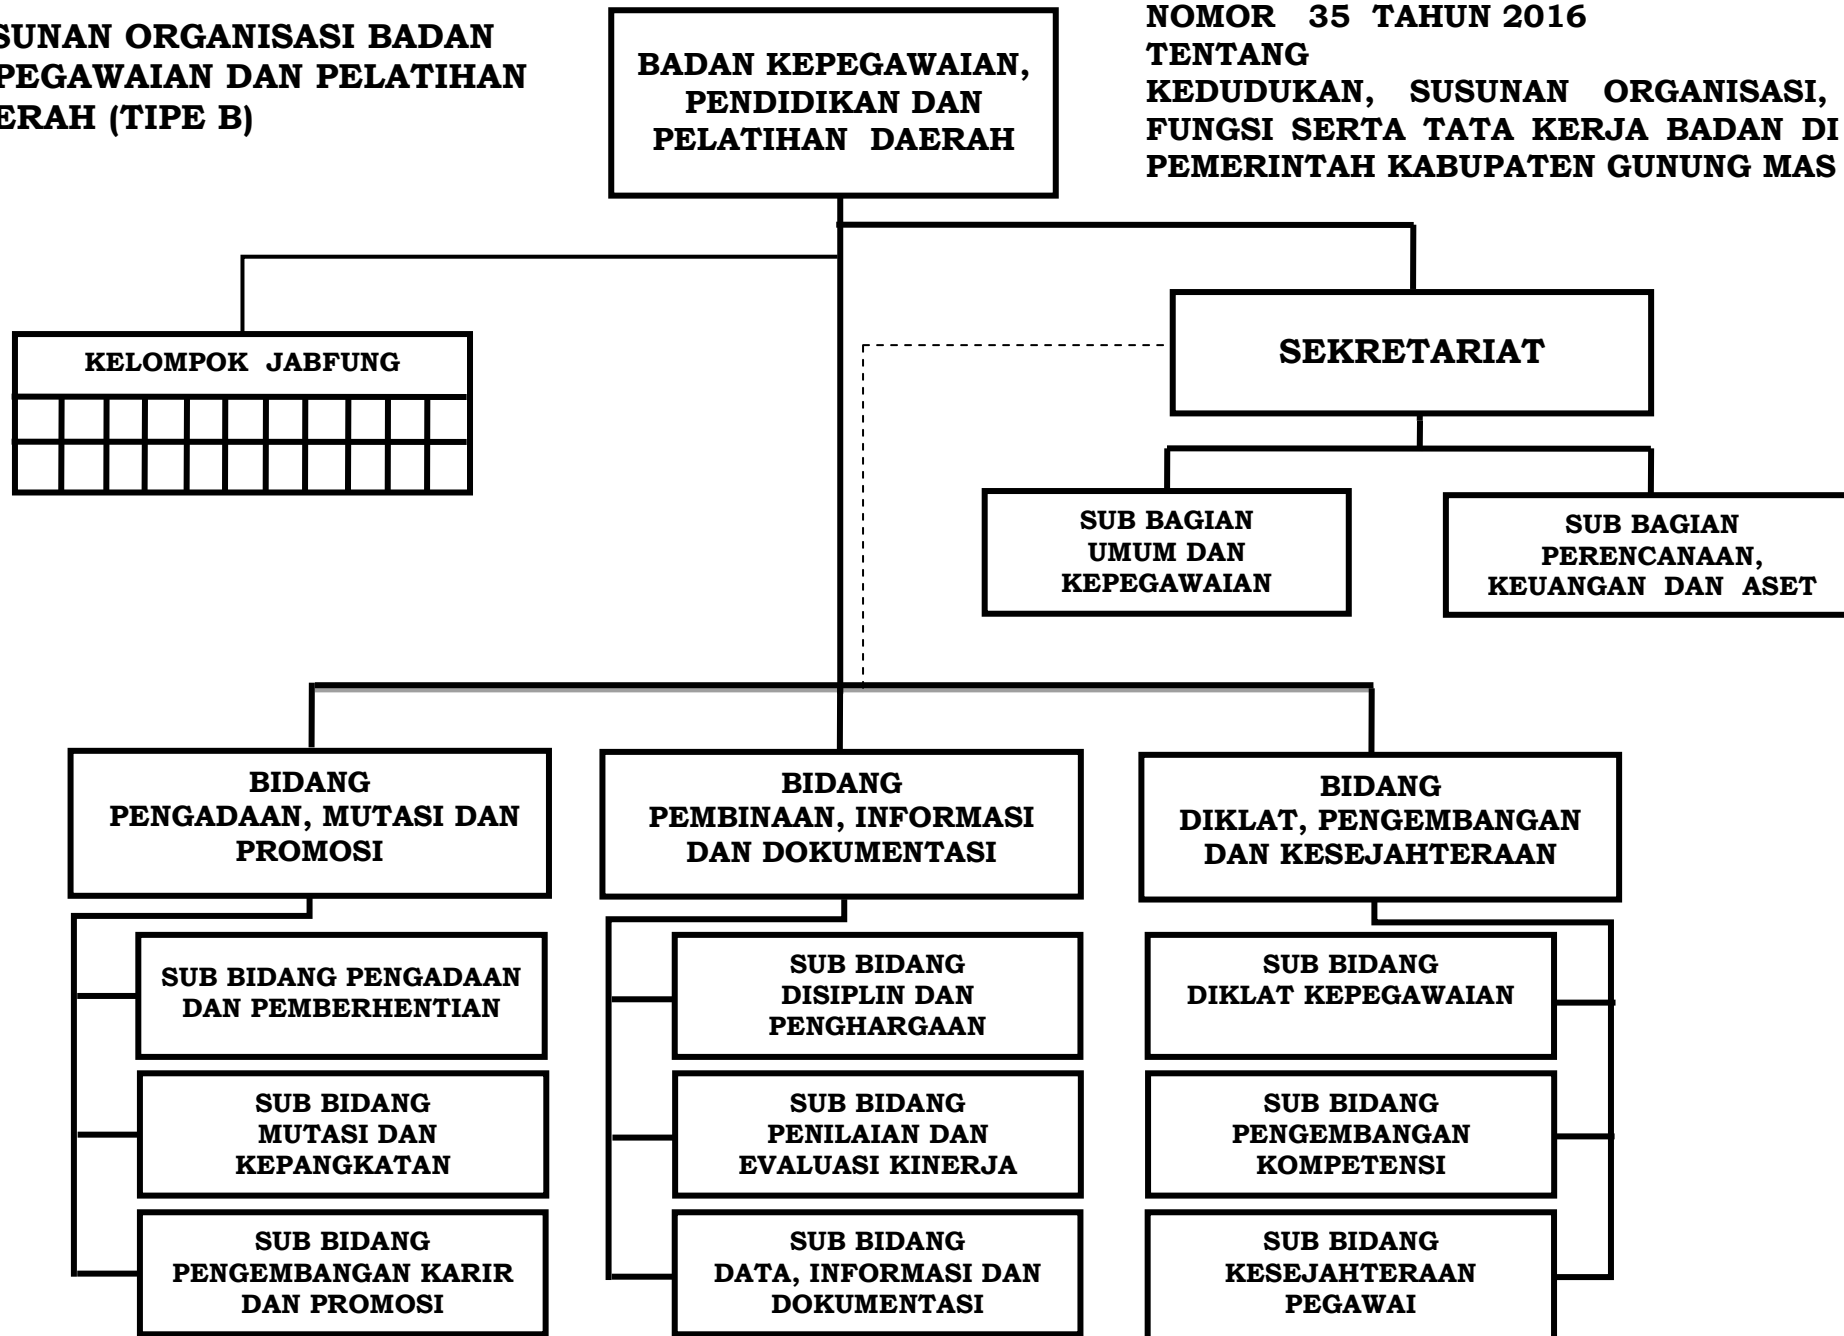 SUNAN ORGANISASI BADAN
PEGAWAIAN DAN PELATIHAN
ERAH (TIPE B)
BADAN KEPEGAWAIAN,
PENDIDIKAN DAN
PELATIHAN DAERAH
NOMOR 35 TAHUN 2016
TENTANG
KEDUDUKAN, SUSUNAN ORGANISASI,
FUNGSI SERTA TATA KERJA BADAN DI
PEMERINTAH KABUPATEN GUNUNG MAS
KELOMPOK JABFUNG
SEKRETARIAT
SUB BAGIAN
UMUM DAN
KEPEGAWAIAN
SUB BAGIAN
PERENCANAAN,
KEUANGAN DAN ASET
BIDANG
PENGADAAN, MUTASI DAN
PROMOSI
BIDANG
PEMBINAAN, INFORMASI
DAN DOKUMENTASI
BIDANG
DIKLAT, PENGEMBANGAN
DAN KESEJAHTERAAN
SUB BIDANG PENGADAAN
DAN PEMBERHENTIAN
SUB BIDANG
MUTASI DAN
KEPANGKATAN
SUB BIDANG
PENGEMBANGAN KARIR
DAN PROMOSI
SUB BIDANG
DISIPLIN DAN
PENGHARGAAN
SUB BIDANG
PENILAIAN DAN
EVALUASI KINERJA
SUB BIDANG
DATA, INFORMASI DAN
DOKUMENTASI
SUB BIDANG
DIKLAT KEPEGAWAIAN
SUB BIDANG
PENGEMBANGAN
KOMPETENSI
SUB BIDANG
KESEJAHTERAAN
PEGAWAI